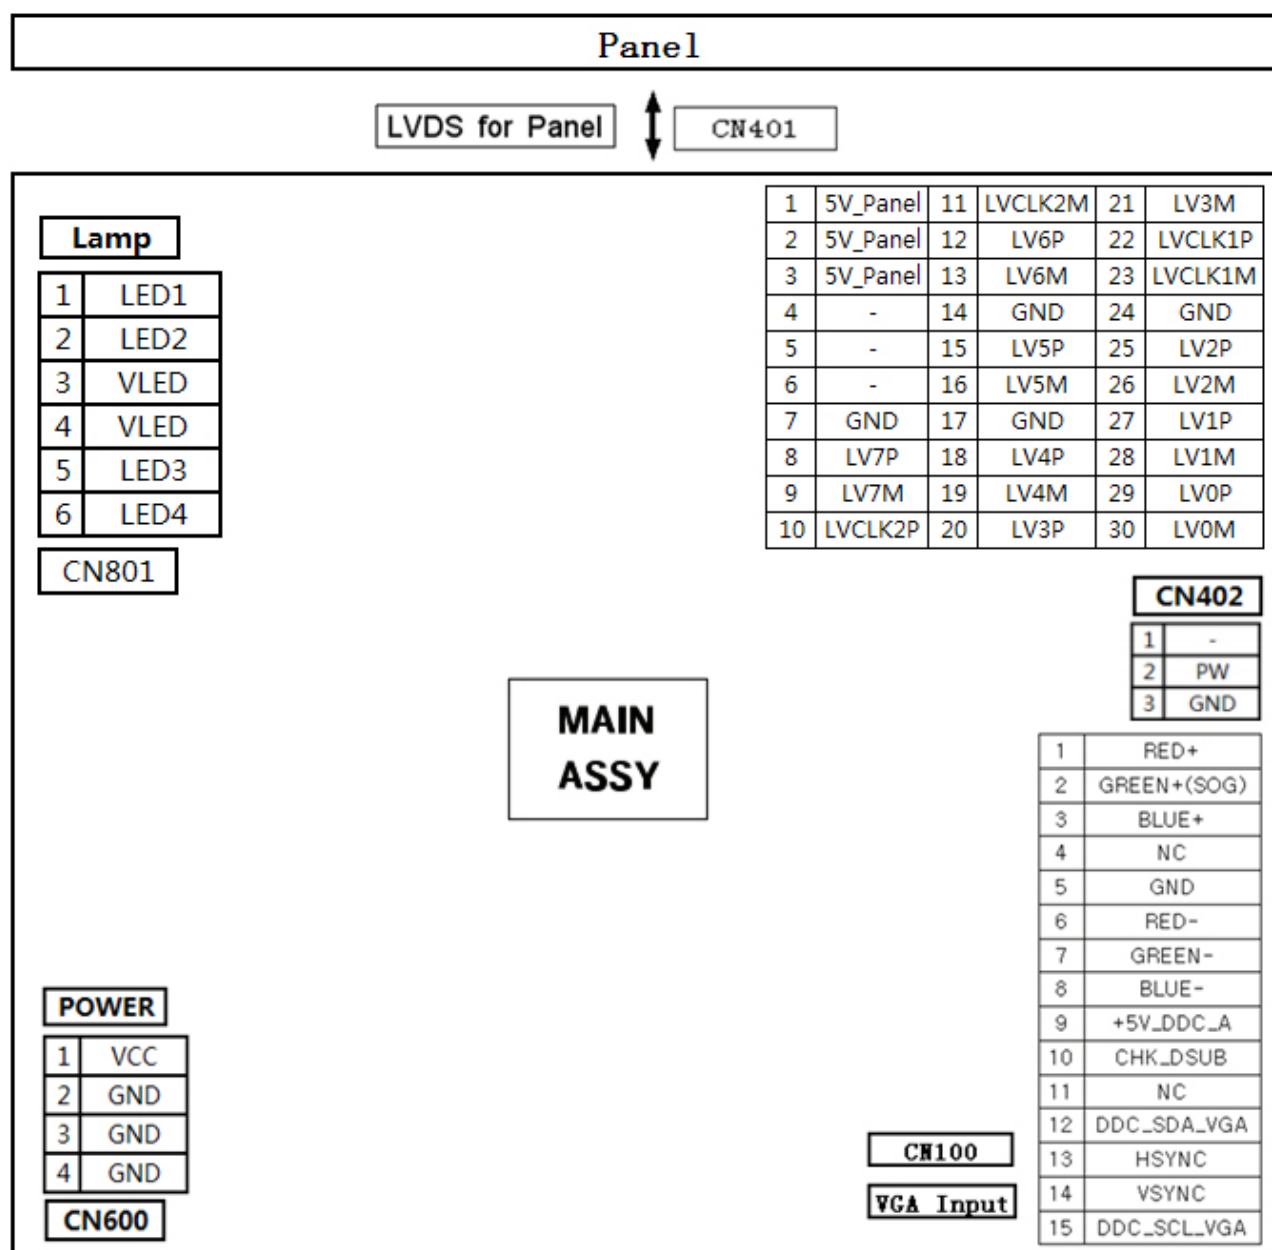 Panel
LVDS for Panel
CN401
1 5V_Panel 11 LVCLK2M 21 LV3M
2 5V_Panel 12 LV6P 22 LVCLK1P
3 5V_Panel 13 LV6M 23 LVCLK1M
4 - 14 GND 24 GND
5 - 15 LV5P 25 LV2P
6 - 16 LV5M 26 LV2M
7 GND 17 GND 27 LV1P
8 LV7P 18 LV4P 28 LV1M
9 LV7M 19 LV4M 29 LV0P
10 LVCLK2P 20 LV3P 30 LV0M
Lamp
1 LED1
2 LED2
3 VLED
4 VLED
5 LED3
6 LED4
CN801
CN402
1 -
2 PW
3 GND
MAIN
ASSY
1 RED+
2 GREEN+(SOG)
3 BLUE+
4 NC
5 GND
6 RED-
7 GREEN-
8 BLUE-
9 +5V_DDC_A
10 CHK_DSUB
11 NC
12 DDC_SDA_VGA
13 HSYNC
14 VSYNC
15 DDC_SCL_VGA
CN100
VGA Input
POWER
1 VCC
2 GND
3 GND
4 GND
CN600